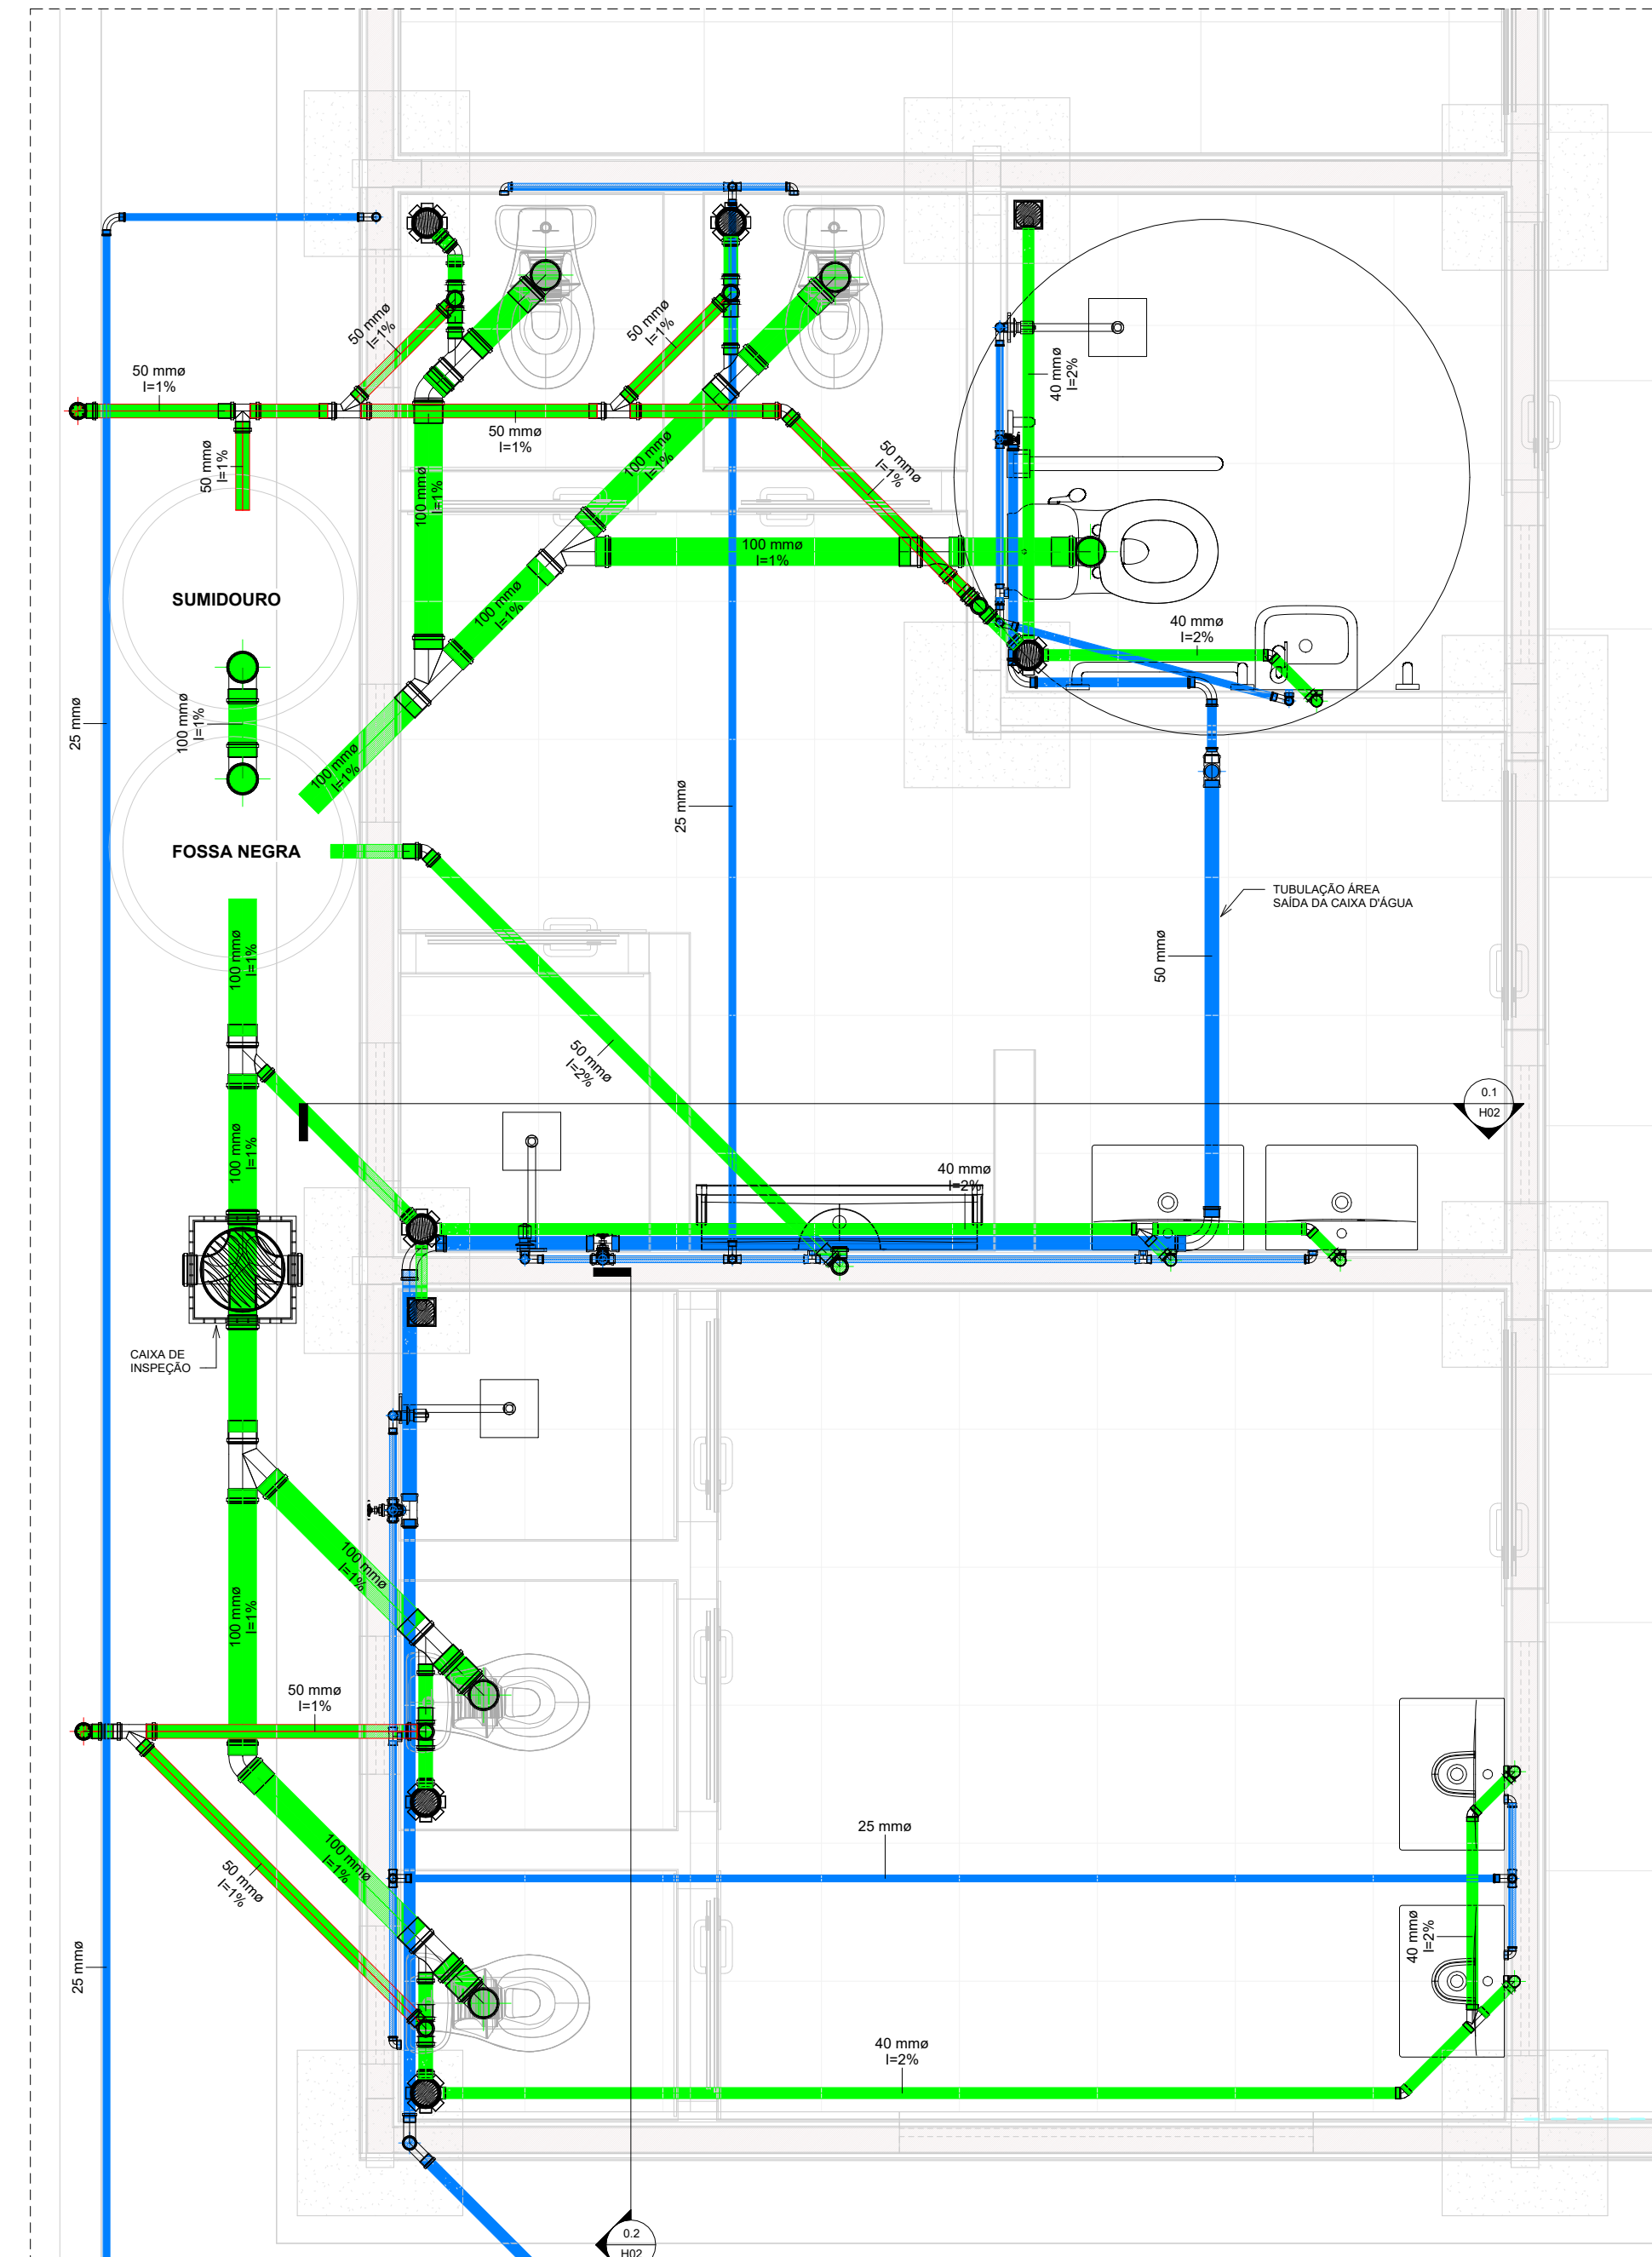 50 mmø
I=1%
50 mmø
I=1%
50 mmø
I=1%
40 mmø
I=2%
50 mmø
I=1%
50 mmø
I=1%
100 mmø
I=1%
50 mmø
I=1%
100 mmø
I=1%
100 mmø
I=1%
SUMIDOURO
100 mmø
I=1%
40 mmø
I=2%
25 mmø
100 mmø
I=1%
100 mmø
I=1%
25 mmø
FOSSA NEGRA
TUBULAÇÃO ÁREA
SAÍDA DA CAIXA D'ÁGUA
100 mmø
I=1%
50 mmø
50 mmø
I=2%
0.1
H02
100 mmø
I=1%
40 mmø
I=2%
CAIXA DE
INSPEÇÃO
100 mmø
I=1%
100 mmø
I=1%
50 mmø
I=1%
25 mmø
100 mmø
I=1%
50 mmø
I=1%
40 mmø
I=2%
25 mmø
40 mmø
I=2%
0.2
H02